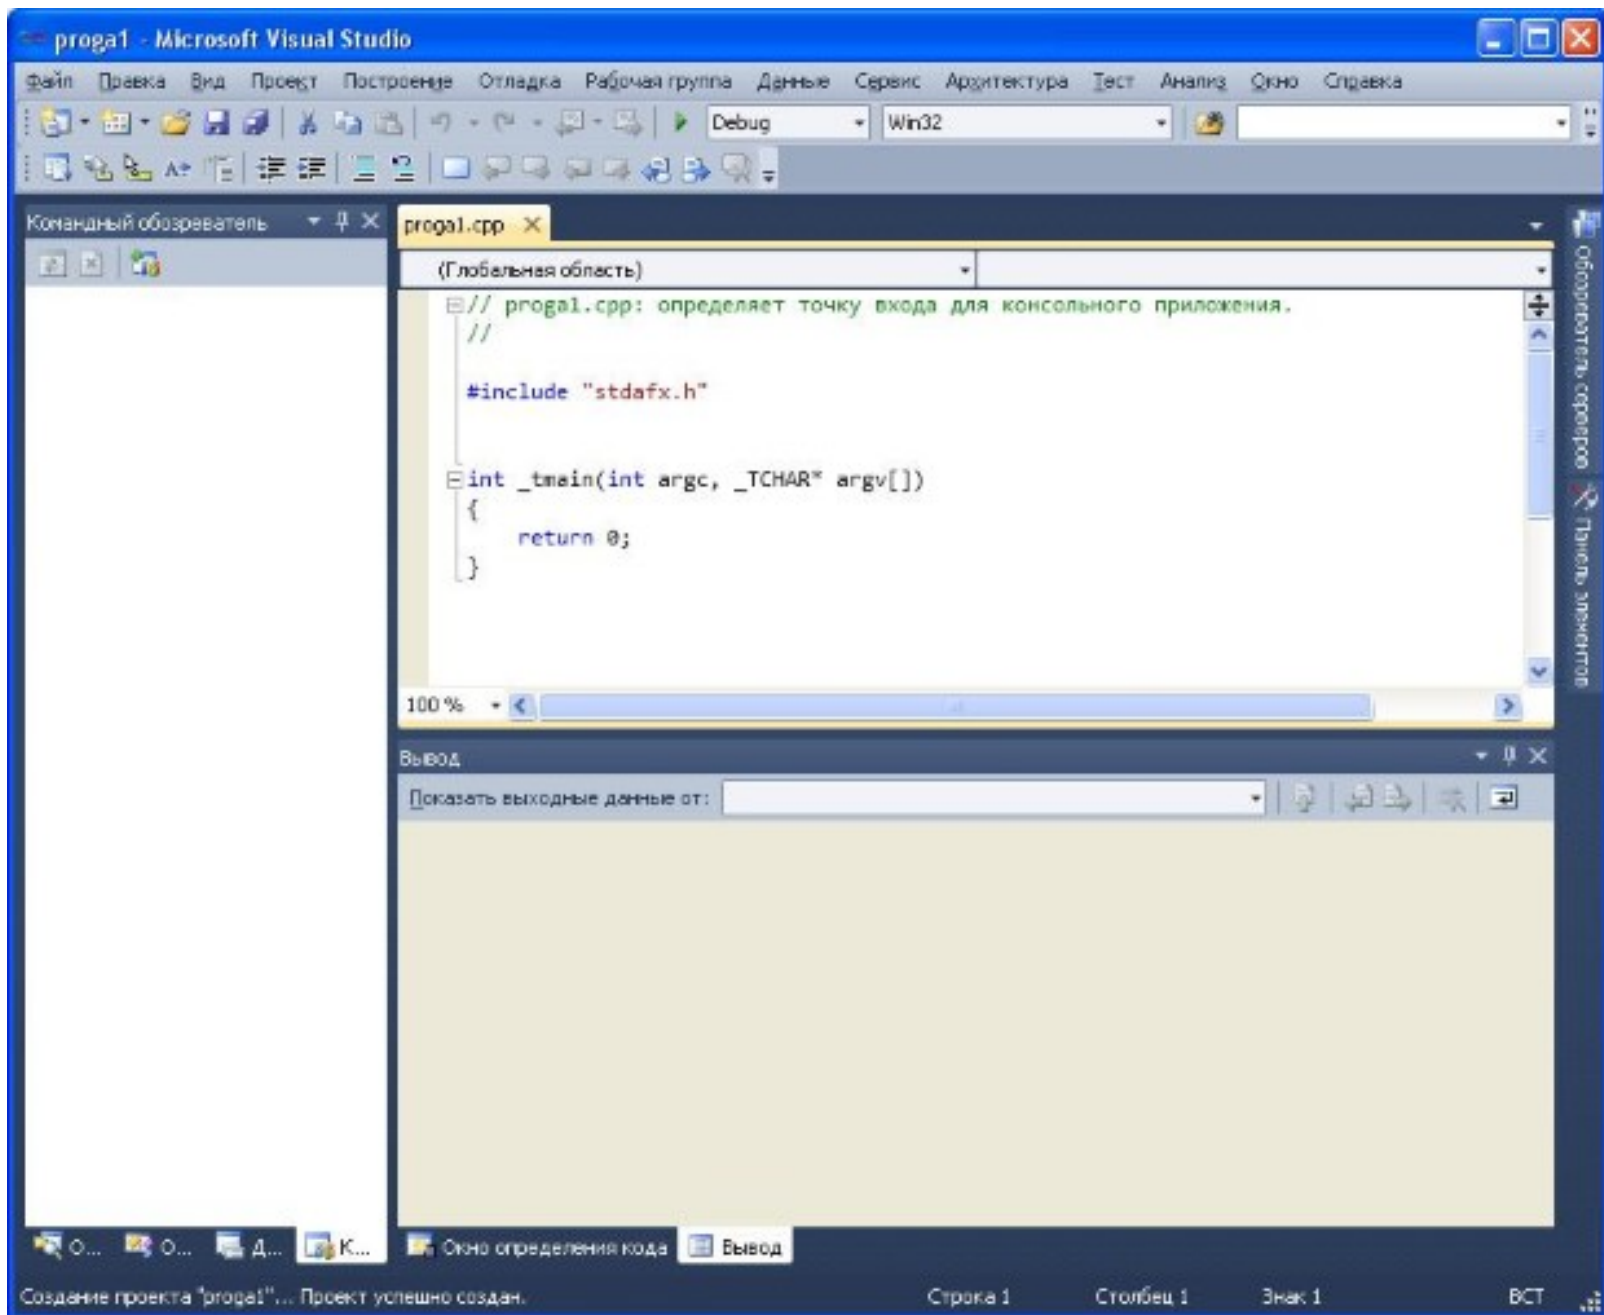 proga1 - Microsoft Visual Studio
Файл Правка Вид Проект Построение Отладка Рабочая группа Данные Сервис Архитектура Тест Анализ Окно Справка
Debug Win32
Командный обозреватель
proga1.cpp
(Глобальная область)
// proga1.cpp: определяет точку входа для консольного приложения.
//
#include "stdafx.h"
int _tmain(int argc, _TCHAR* argv[])
{
return 0;
}
100 %
Вывод
Показать выходные данные от:
Обозреватель серверов
Панель элементов
О... О... Д... К...
Окно определения кода Вывод
Создание проекта "proga1"... Проект успешно создан. Строка 1 Столбец 1 Знак 1 ВСТ